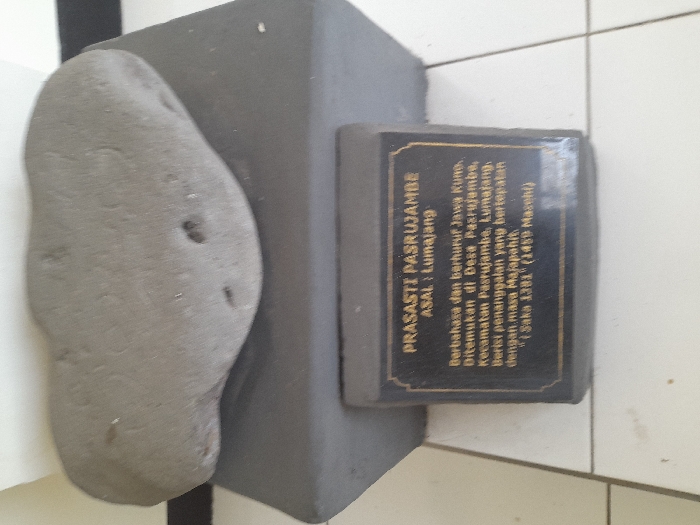 PRASASTI PASRUJAMBE
ASAL : Lumajang
Berbahasa dan berhuruf Jawa Kuno.
Ditemukan di Desa Pasrujambe,
Kecamatan Pasrujambe, Lumajang.
Berisi penanggalan yang bertepatan
dengan masa Majapahit.
"( Saka 1381" (1459 Masehi)